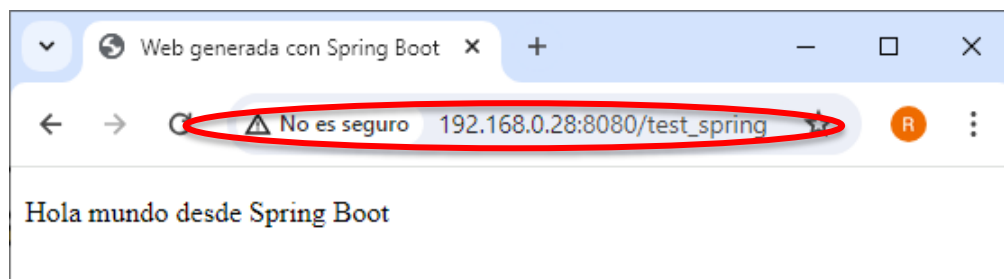 Web generada con Spring Boot
No es seguro 192.168.0.28:8080/test_spring R
Hola mundo desde Spring Boot